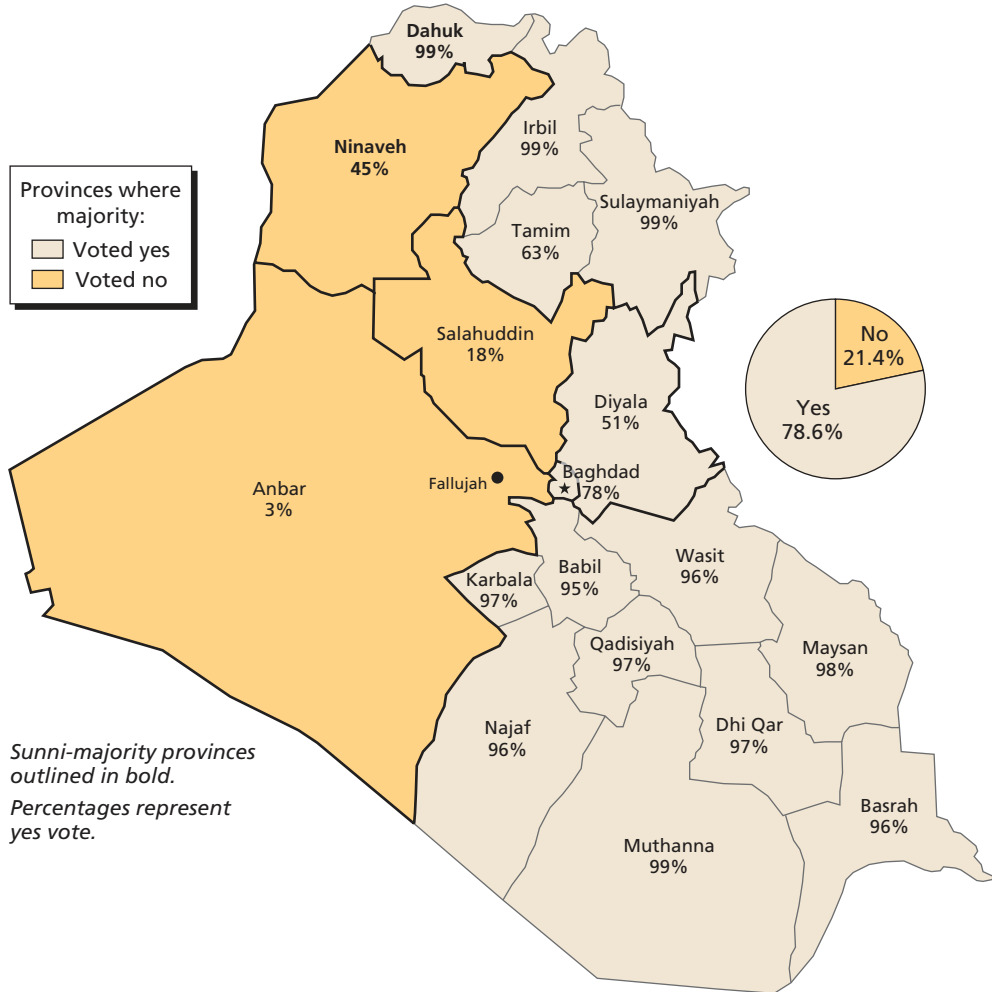 Dahuk
99%
Ninaveh
45%
Irbil
99%
Sulaymaniyah
99%
Tamim
63%
Provinces where
majority:
Voted yes
Voted no
Salahuddin
18%
No
21.4%
Yes
78.6%
Diyala
51%
Baghdad
78%
Fallujah
Anbar
3%
Wasit
96%
Babil
95%
Karbala
97%
Qadisiyah
97%
Maysan
98%
Najaf
96%
Dhi Qar
97%
Basrah
96%
Muthanna
99%
Sunni-majority provinces
outlined in bold.
Percentages represent
yes vote.